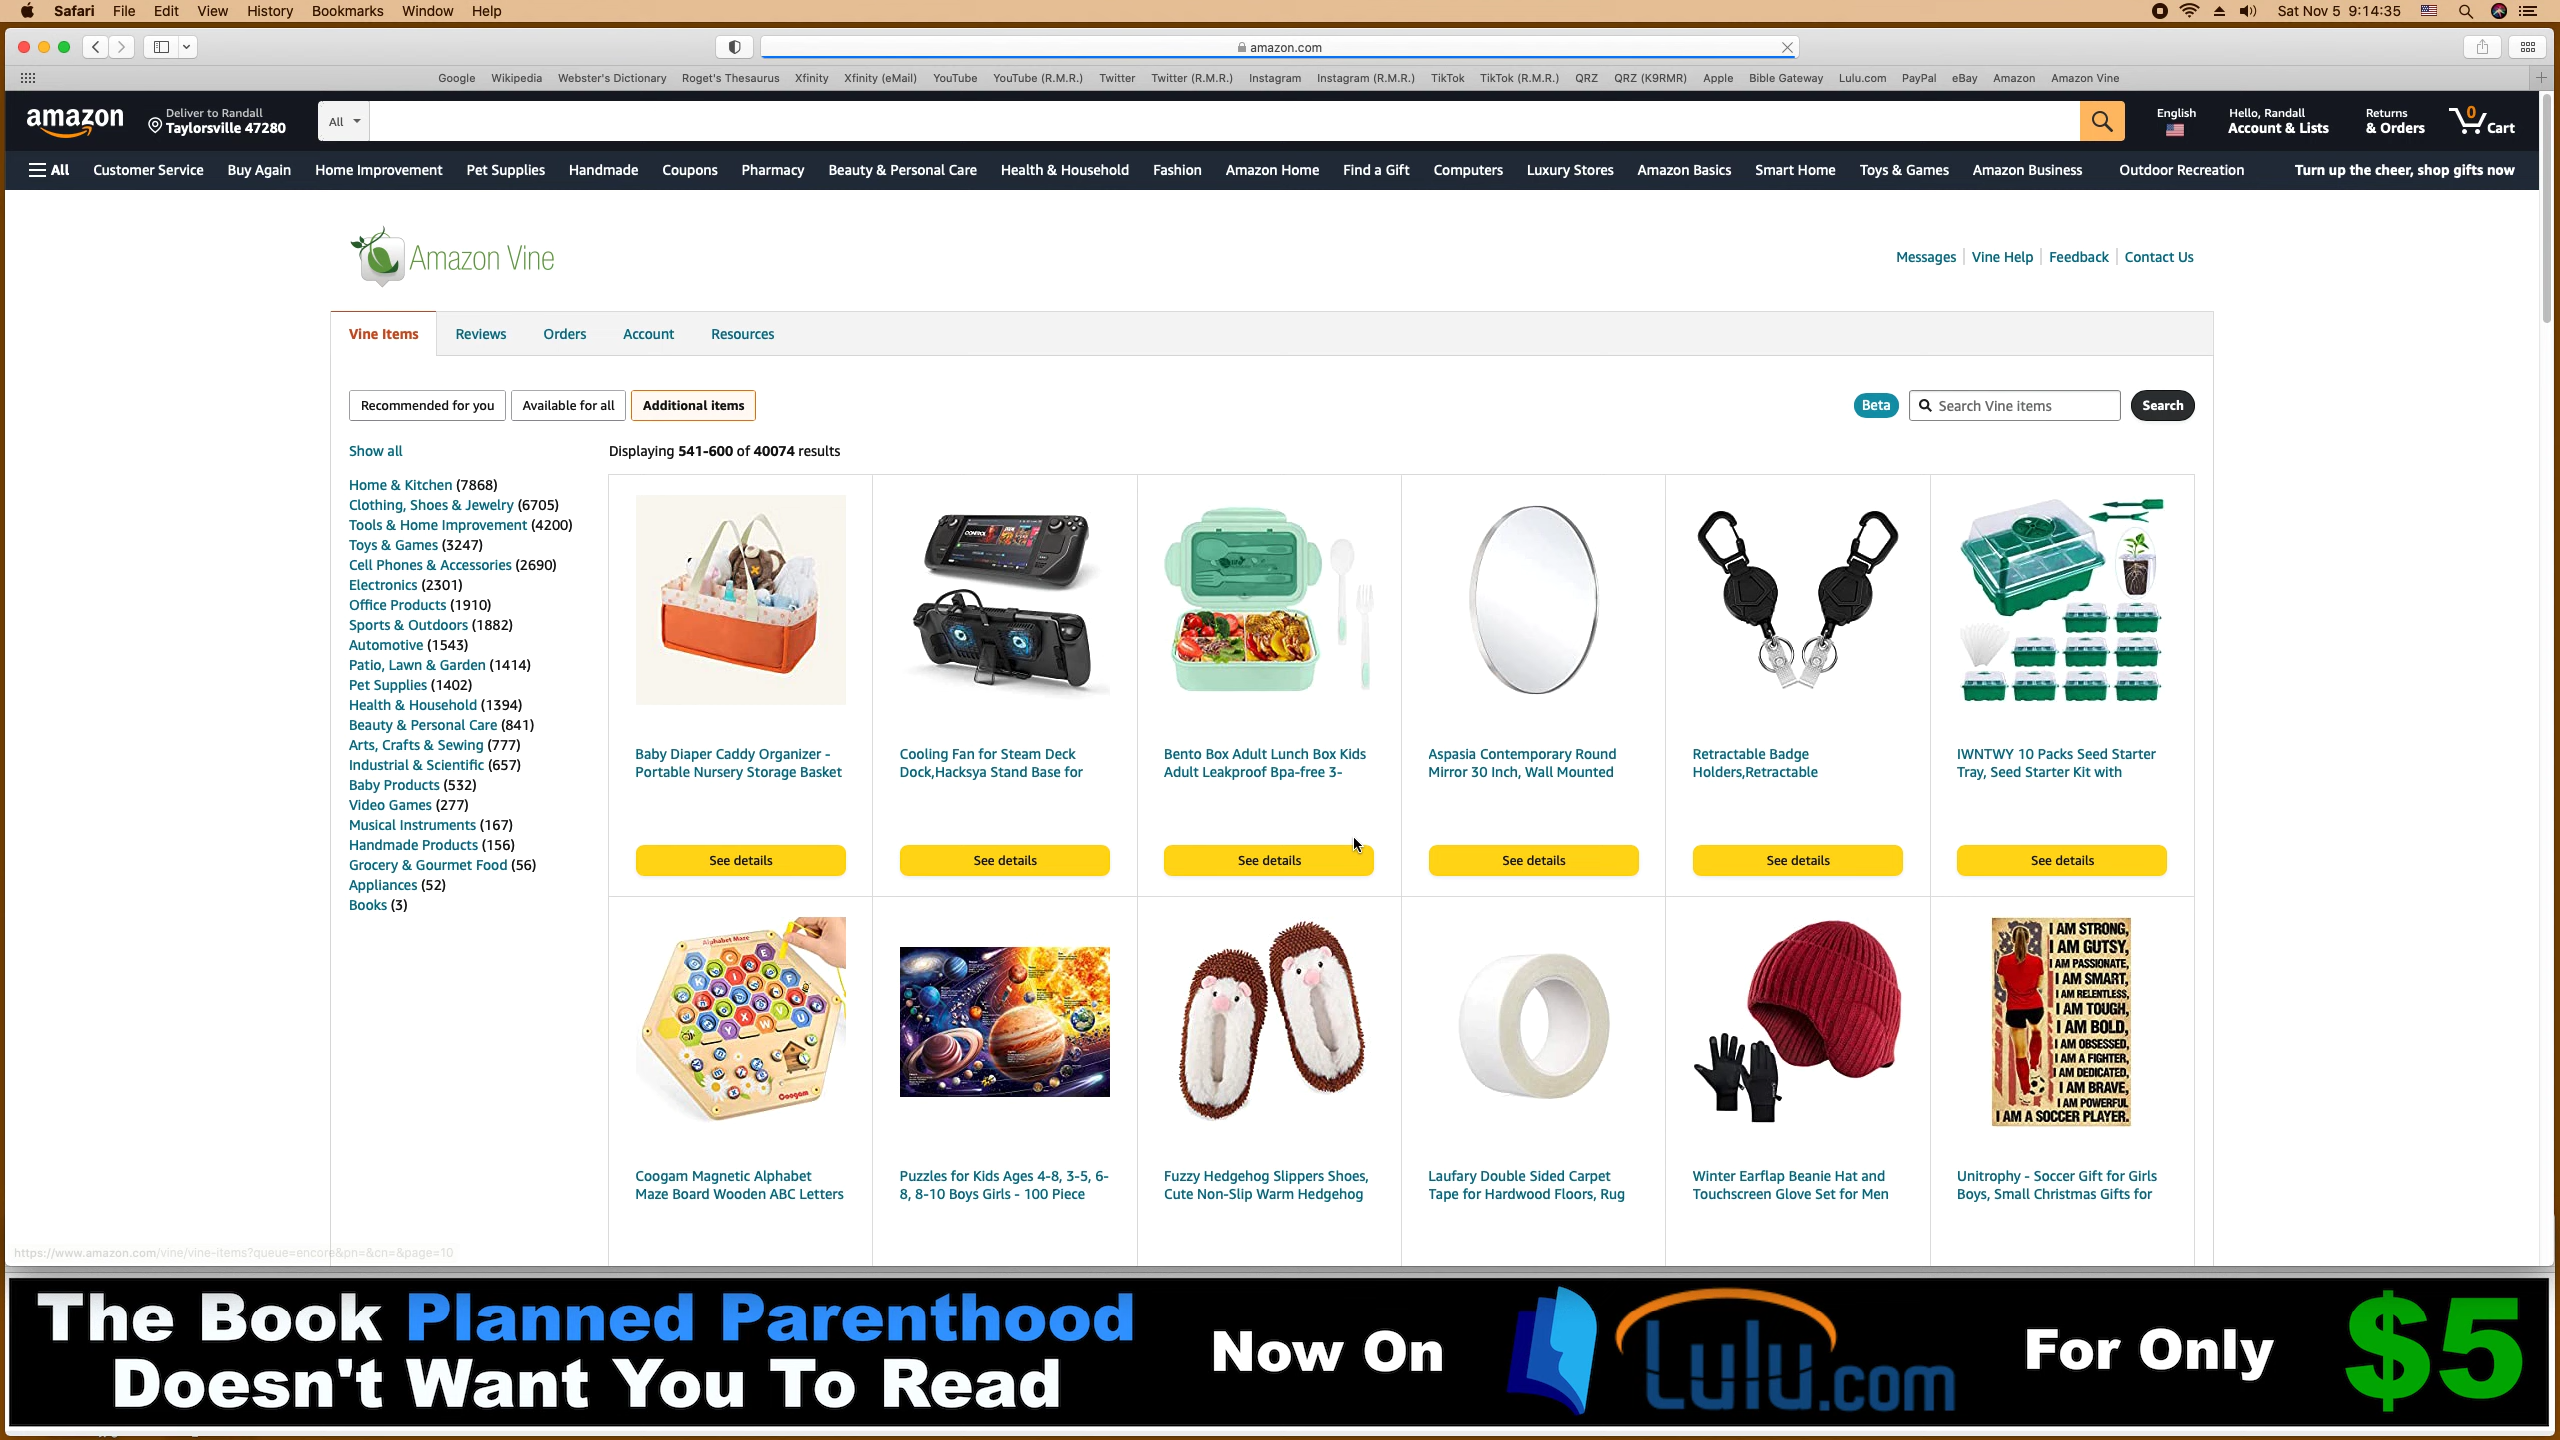 Safari File Edit View History Bookmarks Window Help
Sat Nov 5 9:14:35
amazon.com
Google Wikipedia Webster's Dictionary Roget's Thesaurus Xfinity Xfinity (eMail) YouTube YouTube (R.M.R.) Twitter Twitter (R.M.R.) Instagram Instagram (R.M.R.) TikTok TikTok (R.M.R.) QRZ QRZ (K9RMR) Apple Bible Gateway Lulu.com PayPal eBay Amazon Amazon Vine
amazon
Deliver to Randall
Taylorsville 47280
All
English
Hello, Randall
Account & Lists
Returns
& Orders
0
Cart
All Customer Service Buy Again Home Improvement Pet Supplies Handmade Coupons Pharmacy Beauty & Personal Care Health & Household Fashion Amazon Home Find a Gift Computers Luxury Stores Amazon Basics Smart Home Toys & Games Amazon Business Outdoor Recreation Turn up the cheer, shop gifts now
Amazon Vine
Messages Vine Help Feedback Contact Us
Vine Items Reviews Orders Account Resources
Recommended for you Available for all Additional items
Beta Search Vine items Search
Show all
Displaying 541-600 of 40074 results
Home & Kitchen (7868)
Clothing, Shoes & Jewelry (6705)
Tools & Home Improvement (4200)
Toys & Games (3247)
Cell Phones & Accessories (2690)
Electronics (2301)
Office Products (1910)
Sports & Outdoors (1882)
Automotive (1543)
Patio, Lawn & Garden (1414)
Pet Supplies (1402)
Health & Household (1394)
Beauty & Personal Care (841)
Arts, Crafts & Sewing (777)
Industrial & Scientific (657)
Baby Products (532)
Video Games (277)
Musical Instruments (167)
Handmade Products (156)
Grocery & Gourmet Food (56)
Appliances (52)
Books (3)
CONTROL
Baby Diaper Caddy Organizer -
Portable Nursery Storage Basket
See details
Cooling Fan for Steam Deck
Dock,Hacksya Stand Base for
See details
Bento Box Adult Lunch Box Kids
Adult Leakproof Bpa-free 3-
See details
Aspasia Contemporary Round
Mirror 30 Inch, Wall Mounted
See details
Retractable Badge
Holders,Retractable
See details
IWNTWY 10 Packs Seed Starter
Tray, Seed Starter Kit with
See details
Alphabet Maze
Coogam
Coogam Magnetic Alphabet
Maze Board Wooden ABC Letters
Puzzles for Kids Ages 4-8, 3-5, 6-
8, 8-10 Boys Girls - 100 Piece
Fuzzy Hedgehog Slippers Shoes,
Cute Non-Slip Warm Hedgehog
Laufary Double Sided Carpet
Tape for Hardwood Floors, Rug
Winter Earflap Beanie Hat and
Touchscreen Glove Set for Men
I AM STRONG,
I AM GUTSY,
I AM PASSIONATE,
I AM SMART,
I AM RELENTLESS,
I AM TOUGH,
I AM BOLD,
I AM OBSESSED,
I AM A FIGHTER,
I AM DEDICATED,
I AM BRAVE,
I AM POWERFUL
I AM A SOCCER PLAYER.
Unitrophy - Soccer Gift for Girls
Boys, Small Christmas Gifts for
https://www.amazon.com/vine/vine-items?queue=encore&pn=&cn=&page=10
The Book Planned Parenthood
Doesn't Want You To Read
Now On
Lulu.com
For Only
$5